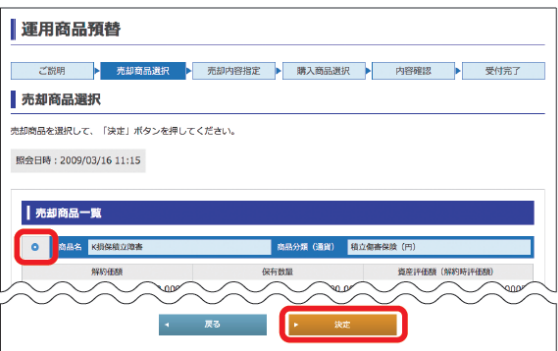 運用商品預替
ご説明 売却商品選択 売却内容指定 購入商品選択 内容確認 受付完了
売却商品選択
売却商品を選択して、「決定」ボタンを押してください。
照会日時：2009/03/16 11:15
売却商品一覧
商品名 K損保積立障害 商品分類（通貨） 積立傷害保険（円）
解約価額 保有数量 資産評価額（解約時評価額）
戻る 決定